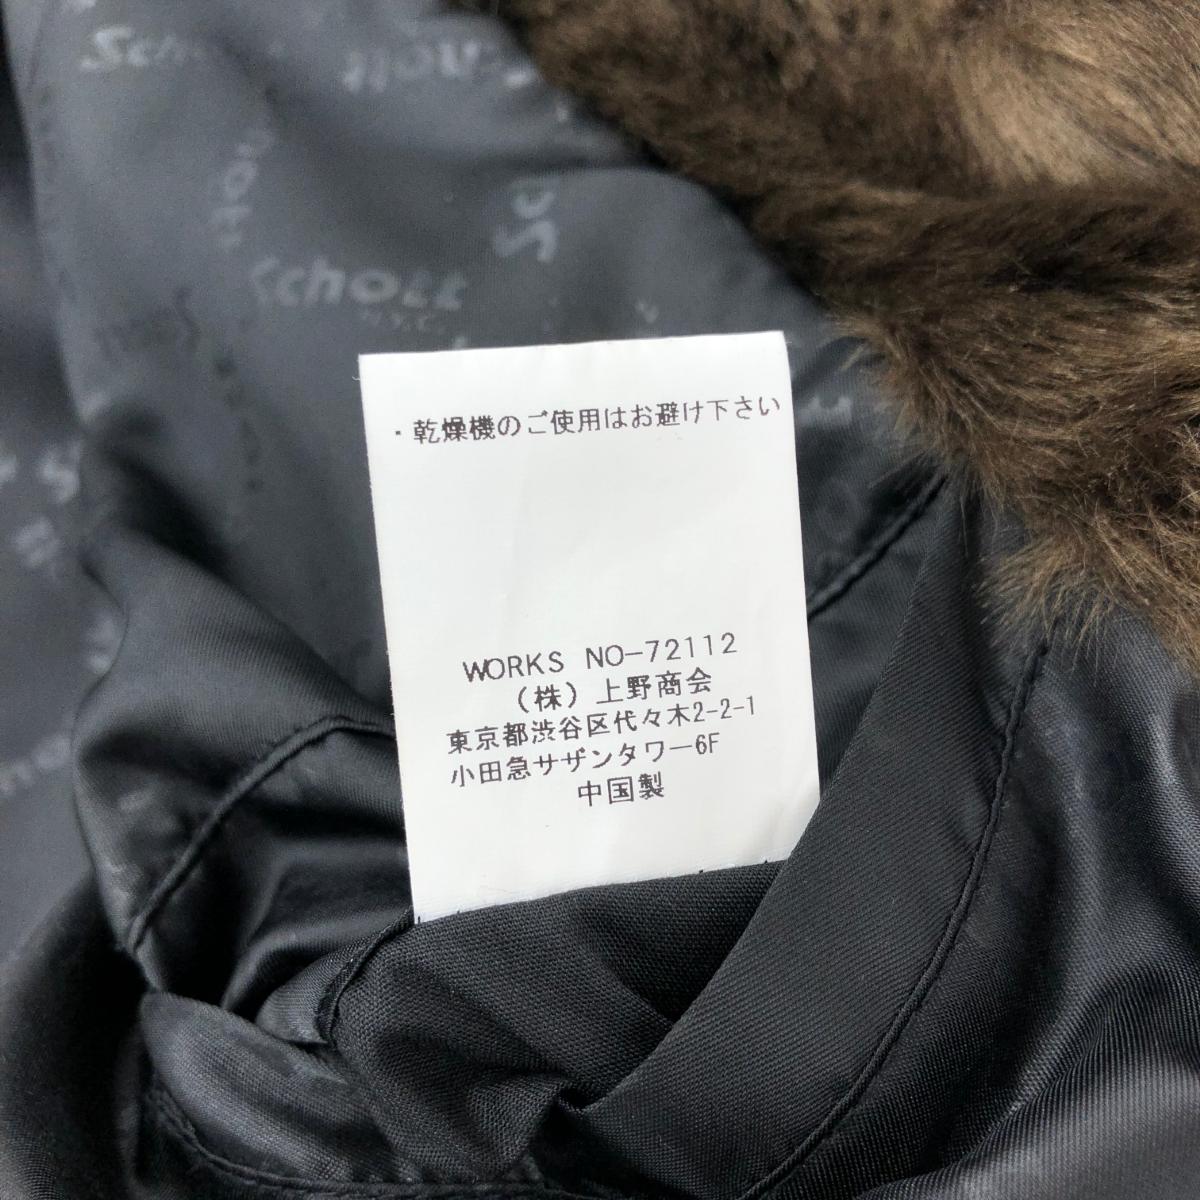 Scho
Schott
N.Y.C.
・乾燥機のご使用はお避け下さい
WORKS NO-72112
（株）上野商会
東京都渋谷区代々木2-2-1
小田急サザンタワー6F
中国製